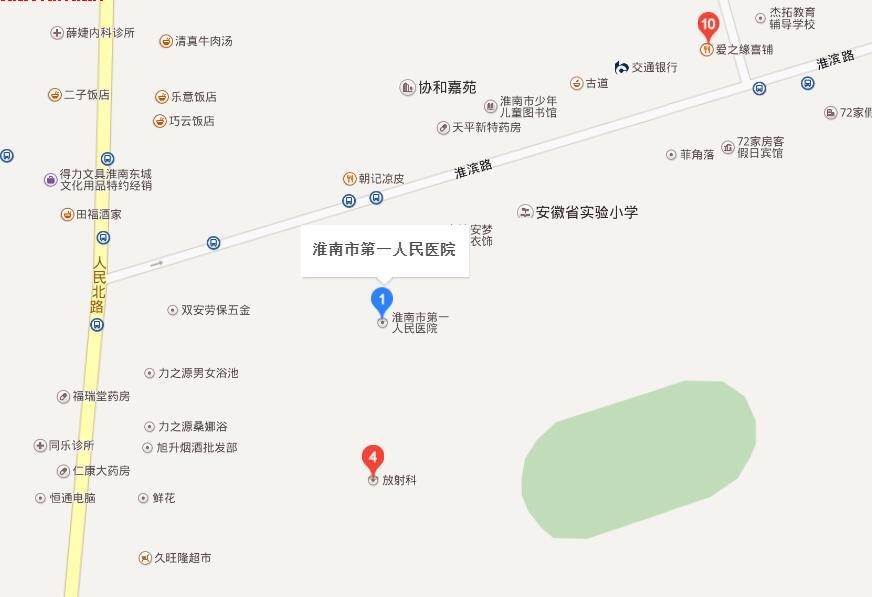 薛婕内科诊所
清真牛肉汤
10
杰拓教育
辅导学校
爱之缘喜铺
淮滨路
交通银行
古道
协和嘉苑
二子饭店
乐意饭店
淮南市少年
儿童图书馆
72家假
巧云饭店
天平新特药房
72家房客
假日宾馆
菲角落
淮滨路
得力文具淮南东城
文化用品特约经销
朝记凉皮
田福酒家
安徽省实验小学
安梦
衣饰
淮南市第一人民医院
人民北路
1
双安劳保五金
淮南市第一
人民医院
力之源男女浴池
福瑞堂药房
力之源桑娜浴
同乐诊所
旭升烟酒批发部
4
仁康大药房
放射科
恒通电脑
鲜花
久旺隆超市